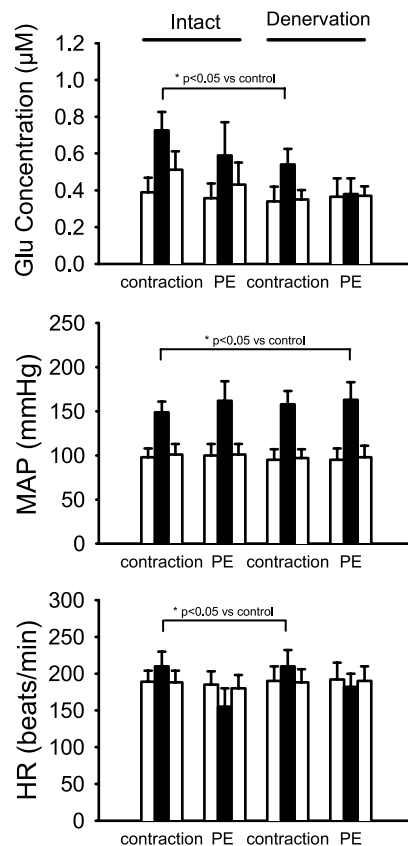 Intact Denervation
Glu Concentration (μM)
1.2
1.0
0.8
0.6
0.4
0.2
0.0
* p<0.05 vs control
contraction PE contraction PE
MAP (mmHg)
250
200
150
100
50
0
* p<0.05 vs control
contraction PE contraction PE
HR (beats/min)
300
250
200
150
100
50
0
* p<0.05 vs control
contraction PE contraction PE